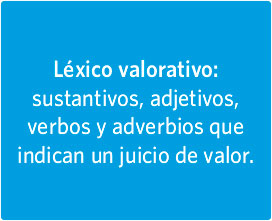 Léxico valorativo:
sustantivos, adjetivos,
verbos y adverbios que
indican un juicio de valor.